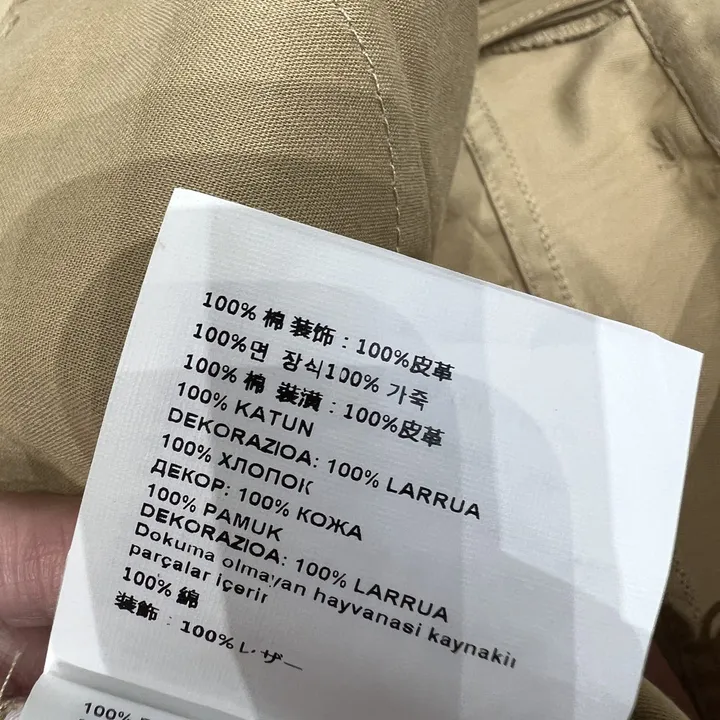 100% 棉 装饰 : 100%皮革
100%면 장식100% 가죽
100% 棉 裝潢 : 100%皮革
100% KATUN
DEKORAZIOA: 100% LARRUA
100% ХЛОПОК
ДЕКОР: 100% КОЖА
100% PAMUK
DEKORAZIOA: 100% LARRUA
Dokuma olmayan hayvanasi kaynakiı
parçalar içerir
100% 綿
装飾 : 100%レザー
100%